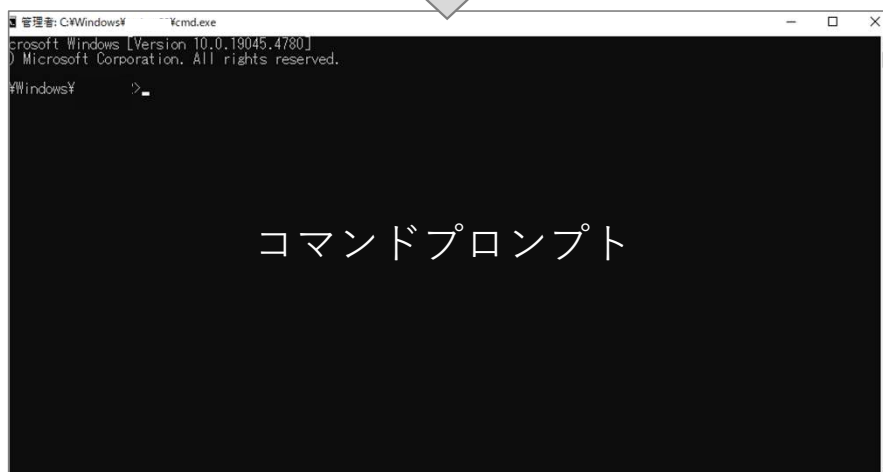 管理者: C:¥Windows¥ ¥cmd.exe
crosoft Windows [Version 10.0.19045.4780]
) Microsoft Corporation. All rights reserved.
¥Windows¥ >_
コマンドプロンプト